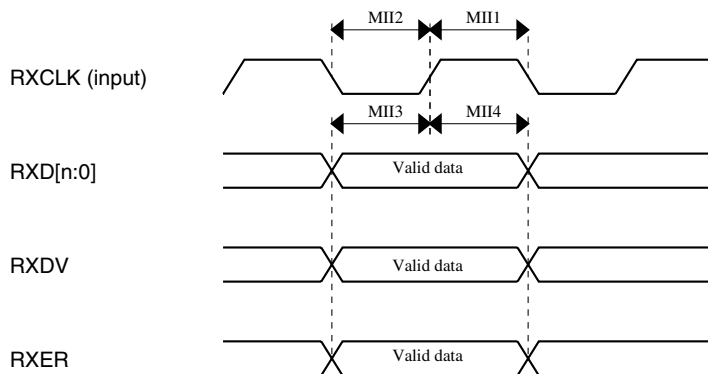 MII2 MII1
RXCLK (input)
MII3 MII4
RXD[n:0] Valid data
RXDV Valid data
RXER Valid data